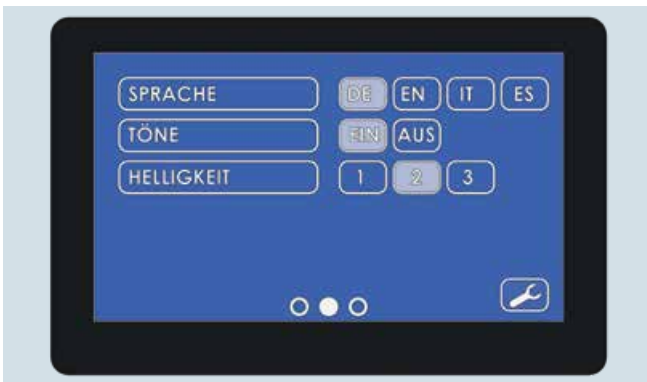 SPRACHE DE EN IT ES
TÖNE EIN AUS
HELLIGKEIT 1 2 3